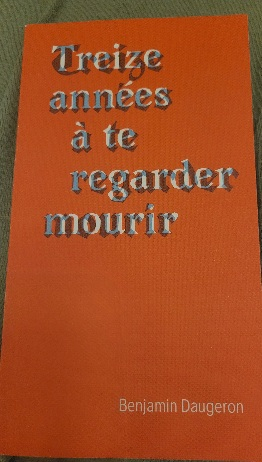 Treize
années
à te
regarder
mourir
Benjamin Daugeron